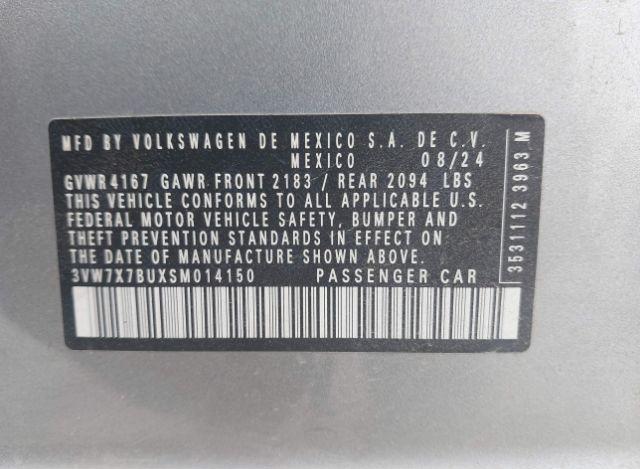 MFD BY VOLKSWAGEN DE MEXICO S.A. DE C.V.
MEXICO 08/24
GVWR 4167 GAWR FRONT 2183 / REAR 2094 LBS
THIS VEHICLE CONFORMS TO ALL APPLICABLE U.S.
FEDERAL MOTOR VEHICLE SAFETY, BUMPER AND
THEFT PREVENTION STANDARDS IN EFFECT ON
THE DATE OF MANUFACTURE SHOWN ABOVE.
3VW7X7BUXSM014150 PASSENGER CAR
3531112 3963 M